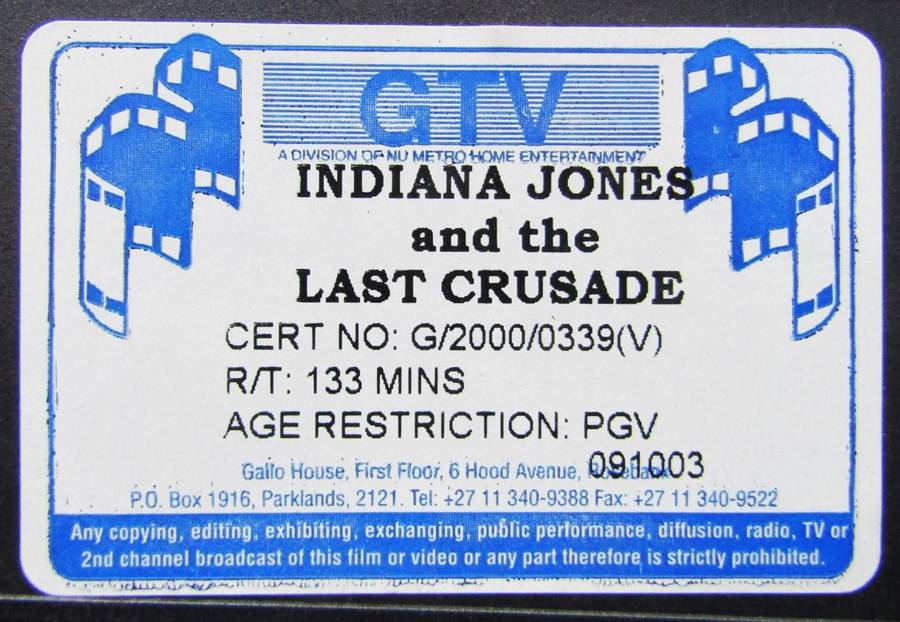 GTV
A DIVISION OF NU METRO HOME ENTERTAINMENT
INDIANA JONES
and the
LAST CRUSADE
CERT NO: G/2000/0339(V)
R/T: 133 MINS
AGE RESTRICTION: PGV
091003
Gallo House, First Floor, 6 Hood Avenue, Rosebank
P.O. Box 1916, Parklands, 2121. Tel: +27 11 340-9388 Fax: +27 11 340-9522
Any copying, editing, exhibiting, exchanging, public performance, diffusion, radio, TV or
2nd channel broadcast of this film or video or any part therefore is strictly prohibited.